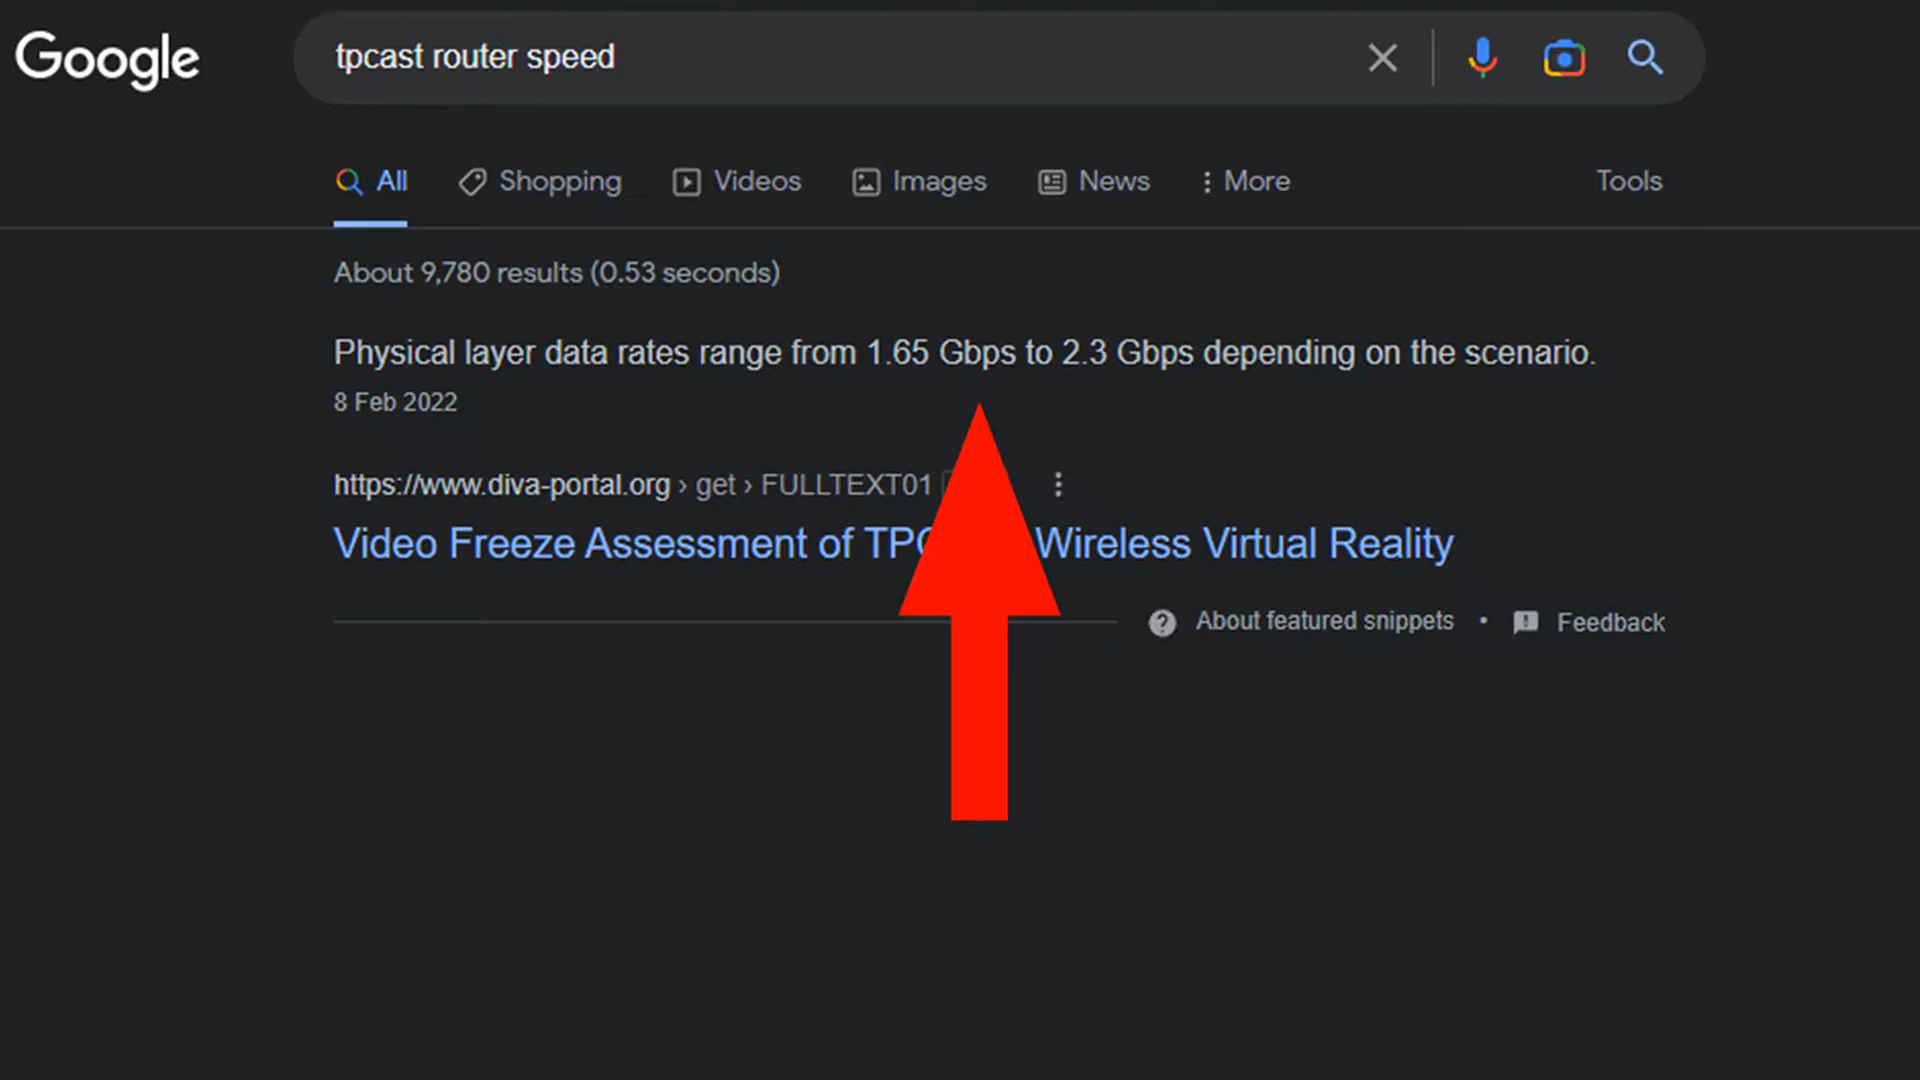 Google
tpcast router speed
All Shopping Videos Images News More Tools
About 9,780 results (0.53 seconds)
Physical layer data rates range from 1.65 Gbps to 2.3 Gbps depending on the scenario.
8 Feb 2022
https://www.diva-portal.org › get › FULLTEXT01
Video Freeze Assessment of Wireless Virtual Reality
About featured snippets • Feedback